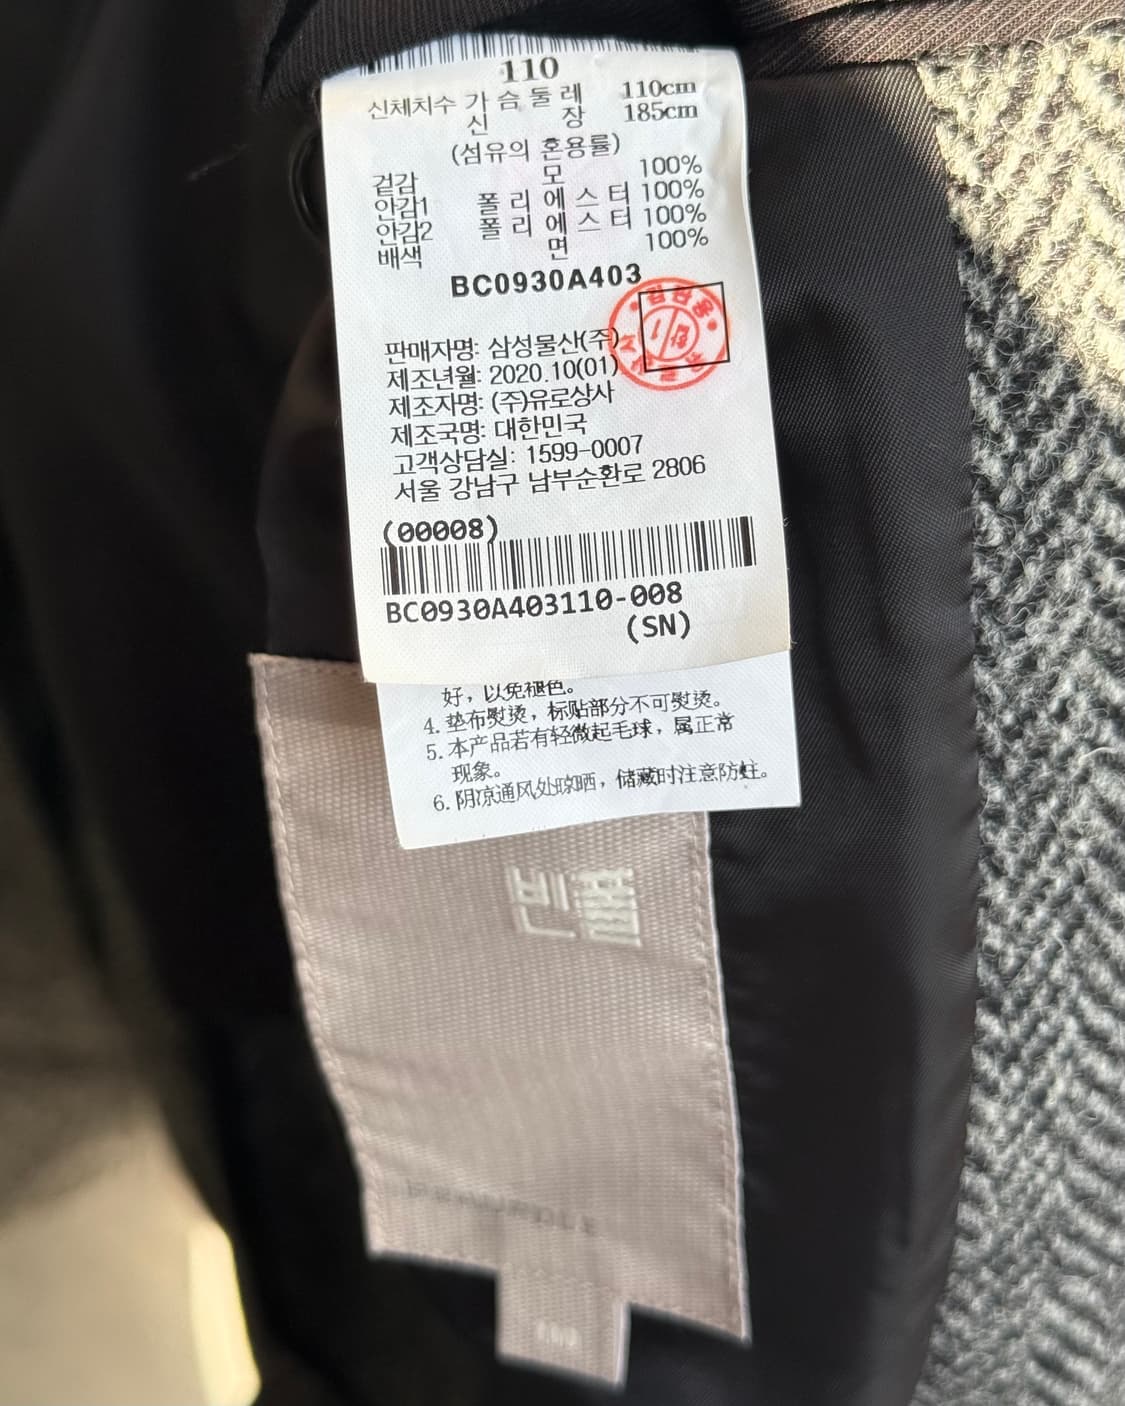 110
신체치수 가슴둘레 110cm
신장 185cm
(섬유의 혼용률)
겉감 모 100%
안감1 폴리에스터 100%
안감2 폴리에스터 100%
배색 면 100%
BC0930A403
판매자명: 삼성물산(주)
제조년월: 2020.10(01)
제조자명: (주)유로상사
제조국명: 대한민국
고객상담실: 1599-0007
서울 강남구 남부순환로 2806
(00008)
BC0930A403110-008
(SN)
好，以免褪色。
4. 垫布熨烫，标贴部分不可熨烫。
5. 本产品若有轻微起毛球，属正常
现象。
6. 阴凉通风处晾晒，储藏时注意防蛀。
빈폴